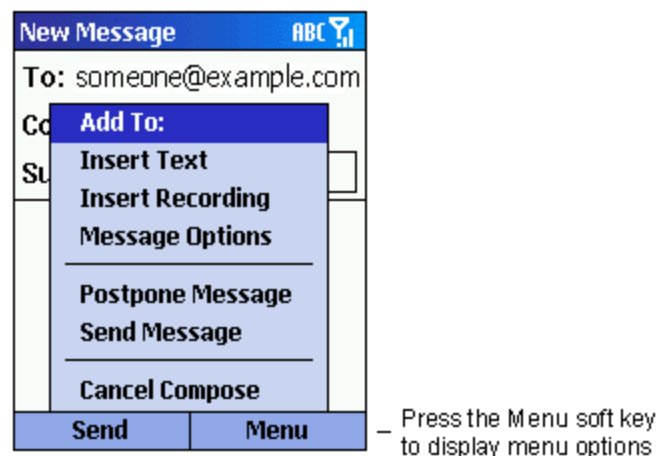 New Message ABC
To: someone@example.com
Cc
Add To:
Su
Insert Text
Insert Recording
Message Options
Postpone Message
Send Message
Cancel Compose
Send Menu
Press the Menu soft key
to display menu options